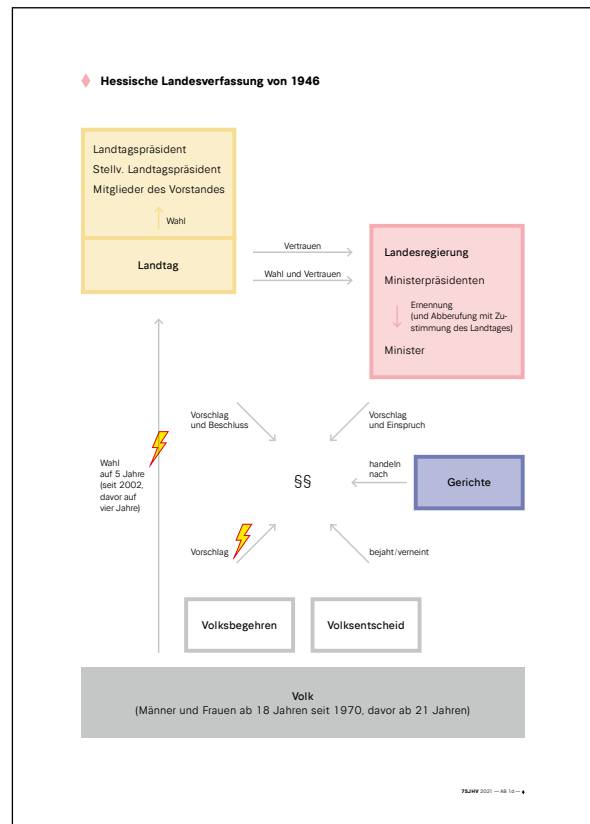 Hessische Landesverfassung von 1946
Landtagspräsident
Stellv. Landtagspräsident
Mitglieder des Vorstandes
Wahl
Landtag
Vertrauen
Wahl und Vertrauen
Landesregierung
Ministerpräsidenten
Ernennung
(und Abberufung mit Zu-
stimmung des Landtages)
Minister
Vorschlag
und Beschluss
Vorschlag
und Einspruch
Wahl
auf 5 Jahre
(seit 2002,
davor auf
vier Jahre)
§§
handeln
nach
Gerichte
Vorschlag
bejaht/verneint
Volksbegehren
Volksentscheid
Volk
(Männer und Frauen ab 18 Jahren seit 1970, davor ab 21 Jahren)
75JHV 2021 — AB 1d —